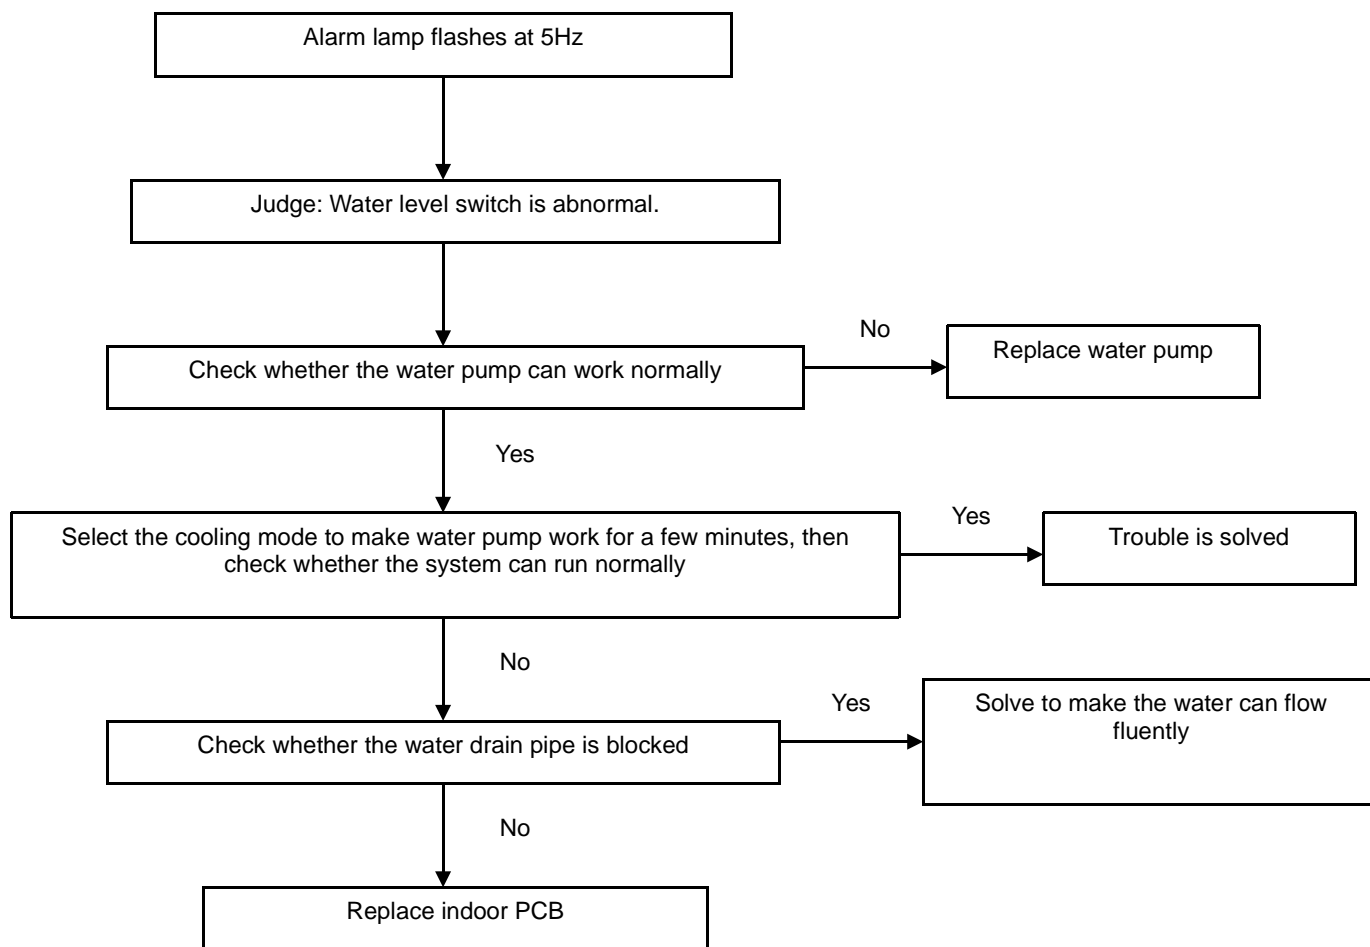 Alarm lamp flashes at 5Hz
Judge: Water level switch is abnormal.
No
Check whether the water pump can work normally
Replace water pump
Yes
Select the cooling mode to make water pump work for a few minutes, then
check whether the system can run normally
Yes
Trouble is solved
No
Check whether the water drain pipe is blocked
Yes
Solve to make the water can flow
fluently
No
Replace indoor PCB